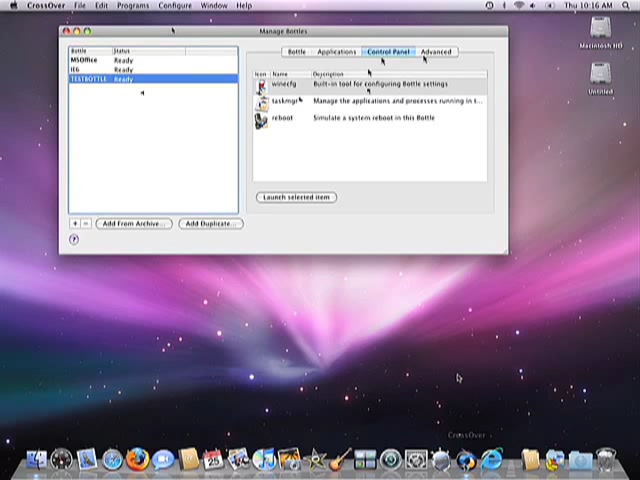 CrossOver File Edit Programs Configure Window Help Thu 10:16 AM
Manage Bottles
Macintosh HD
Untitled
Bottle Status
MSOffice Ready
IE6 Ready
TESTBOTTLE Ready
Bottle Applications Control Panel Advanced
Icon Name Description
winecfg Built-in tool for configuring Bottle settings
taskmgr Manage the applications and processes running in t...
reboot Simulate a system reboot in this Bottle
Launch selected item
+ − Add From Archive... Add Duplicate...
?
CrossOver
25